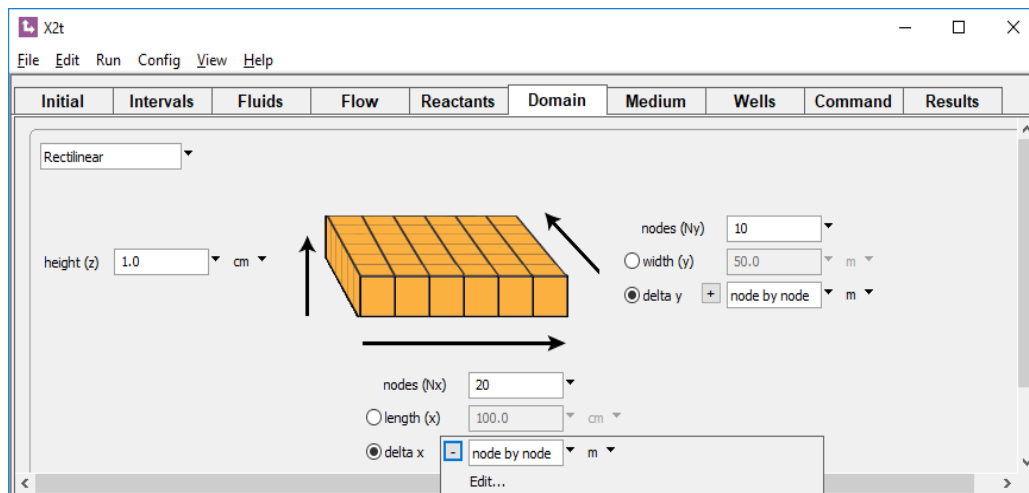 X2t
File Edit Run Config View Help
Initial Intervals Fluids Flow Reactants Domain Medium Wells Command Results
Rectilinear
nodes (Ny) 10
height (z) 1.0 cm
width (y) 50.0 m
delta y + node by node m
nodes (Nx) 20
length (x) 100.0 cm
delta x - node by node m
Edit...